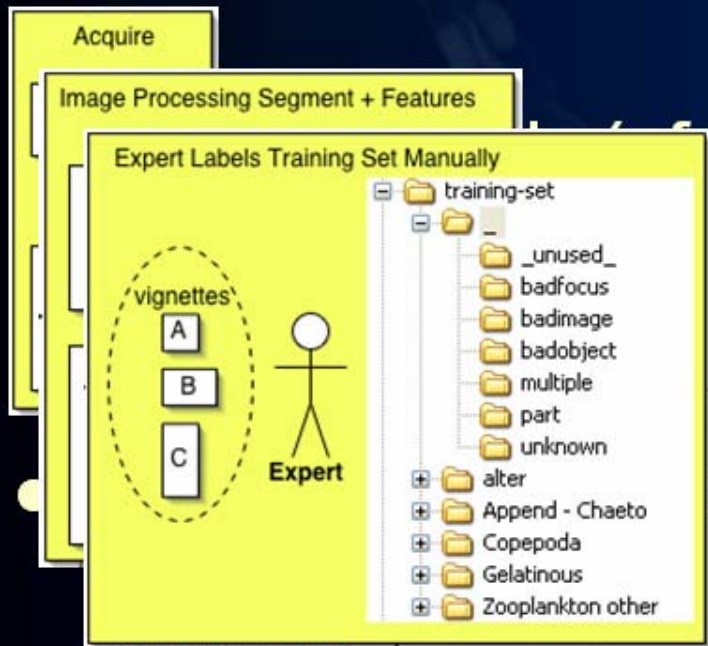 Acquire
Image Processing Segment + Features
Expert Labels Training Set Manually
vignettes
A
B
C
Expert
training-set
_
_unused_
badfocus
badimage
badobject
multiple
part
unknown
alter
Append - Chaeto
Copepoda
Gelatinous
Zooplankton other